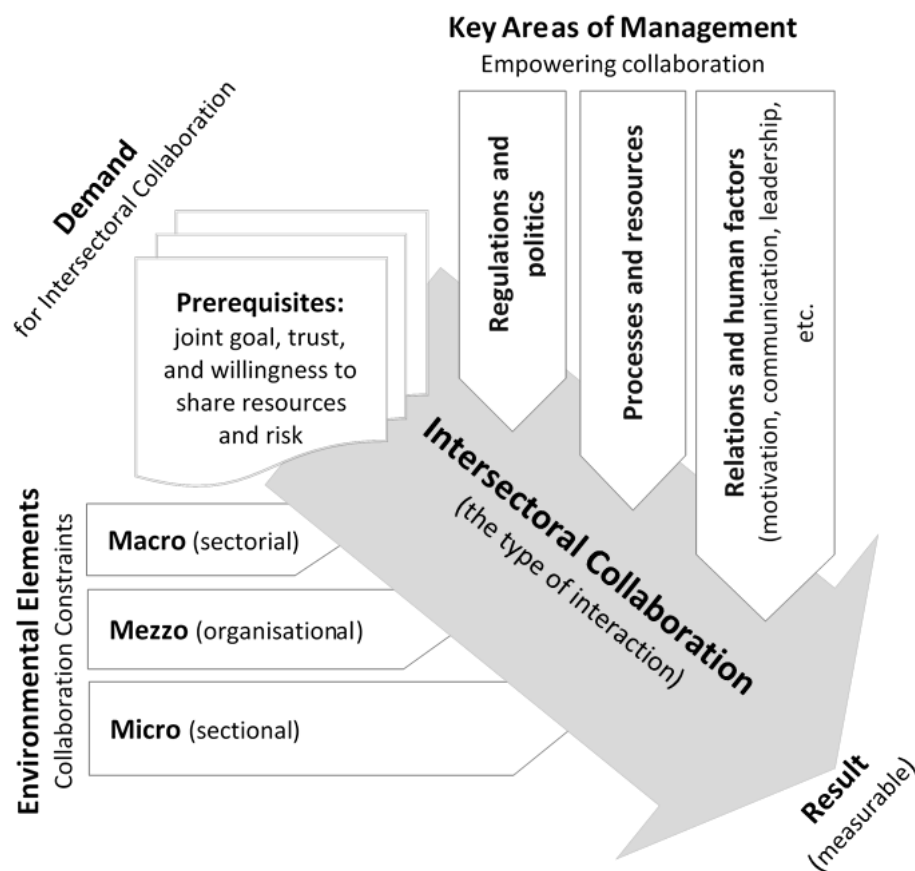 Key Areas of Management
Empowering collaboration
Demand
for Intersectoral Collaboration
Regulations and
politics
Processes and resources
Relations and human factors
(motivation, communication, leadership,
etc.
Prerequisites:
joint goal, trust,
and willingness to
share resources
and risk
Intersectoral Collaboration
(the type of interaction)
Environmental Elements
Collaboration Constraints
Macro (sectorial)
Mezzo (organisational)
Micro (sectional)
Result
(measurable)